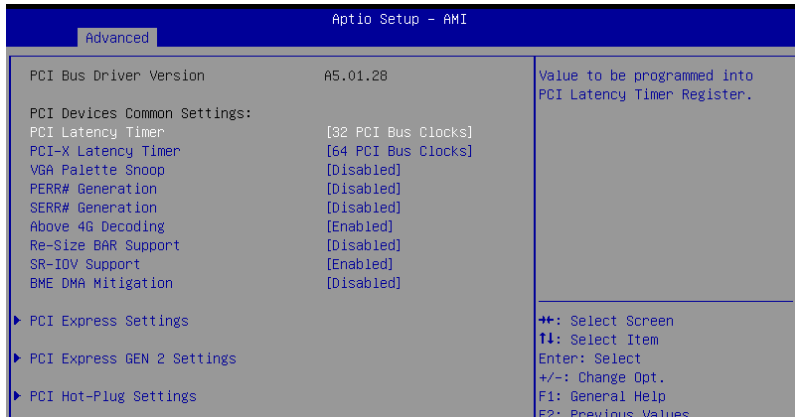 Aptio Setup – AMI
Advanced
PCI Bus Driver Version A5.01.28
PCI Devices Common Settings:
PCI Latency Timer [32 PCI Bus Clocks]
PCI-X Latency Timer [64 PCI Bus Clocks]
VGA Palette Snoop [Disabled]
PERR# Generation [Disabled]
SERR# Generation [Disabled]
Above 4G Decoding [Enabled]
Re-Size BAR Support [Disabled]
SR-IOV Support [Enabled]
BME DMA Mitigation [Disabled]
PCI Express Settings
PCI Express GEN 2 Settings
PCI Hot-Plug Settings
Value to be programmed into
PCI Latency Timer Register.
→←: Select Screen
↑↓: Select Item
Enter: Select
+/-: Change Opt.
F1: General Help
F2: Previous Values